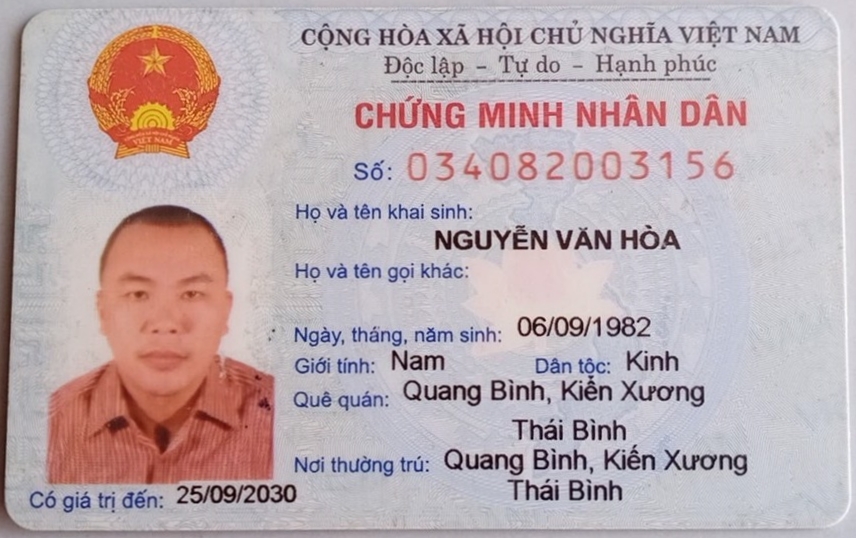 CỘNG HÒA XÃ HỘI CHỦ NGHĨA VIỆT NAM
Độc lập – Tự do – Hạnh phúc
CHỨNG MINH NHÂN DÂN
Số: 034082003156
Họ và tên khai sinh:
NGUYỄN VĂN HÒA
Họ và tên gọi khác:
Ngày, tháng, năm sinh: 06/09/1982
Giới tính: Nam Dân tộc: Kinh
Quê quán: Quang Bình, Kiến Xương
Thái Bình
Nơi thường trú: Quang Bình, Kiến Xương
Thái Bình
Có giá trị đến: 25/09/2030
VIỆT NAM